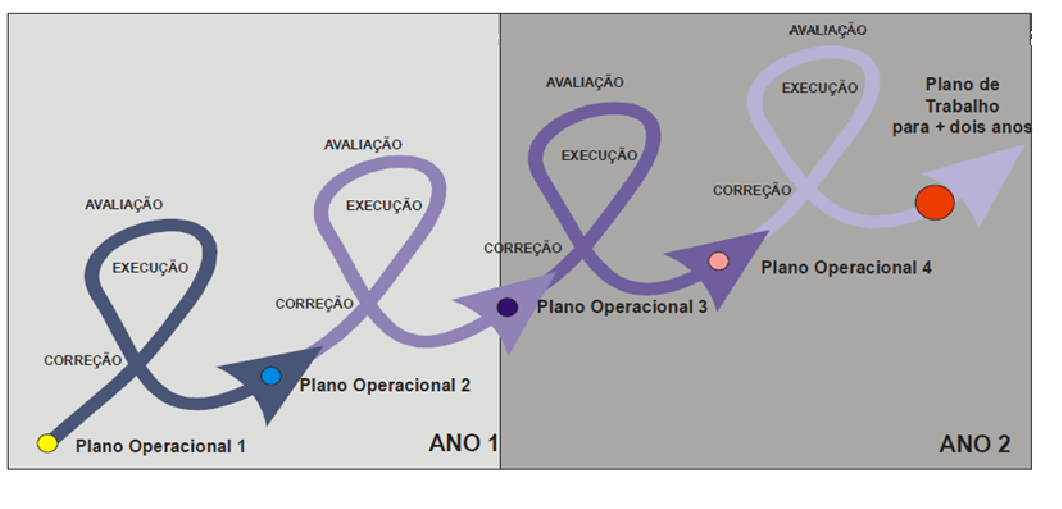 AVALIAÇÃO
EXECUÇÃO
CORREÇÃO
Plano Operacional 1
AVALIAÇÃO
EXECUÇÃO
CORREÇÃO
Plano Operacional 2
ANO 1
AVALIAÇÃO
EXECUÇÃO
CORREÇÃO
Plano Operacional 3
AVALIAÇÃO
EXECUÇÃO
CORREÇÃO
Plano Operacional 4
Plano de
Trabalho
para + dois anos
ANO 2